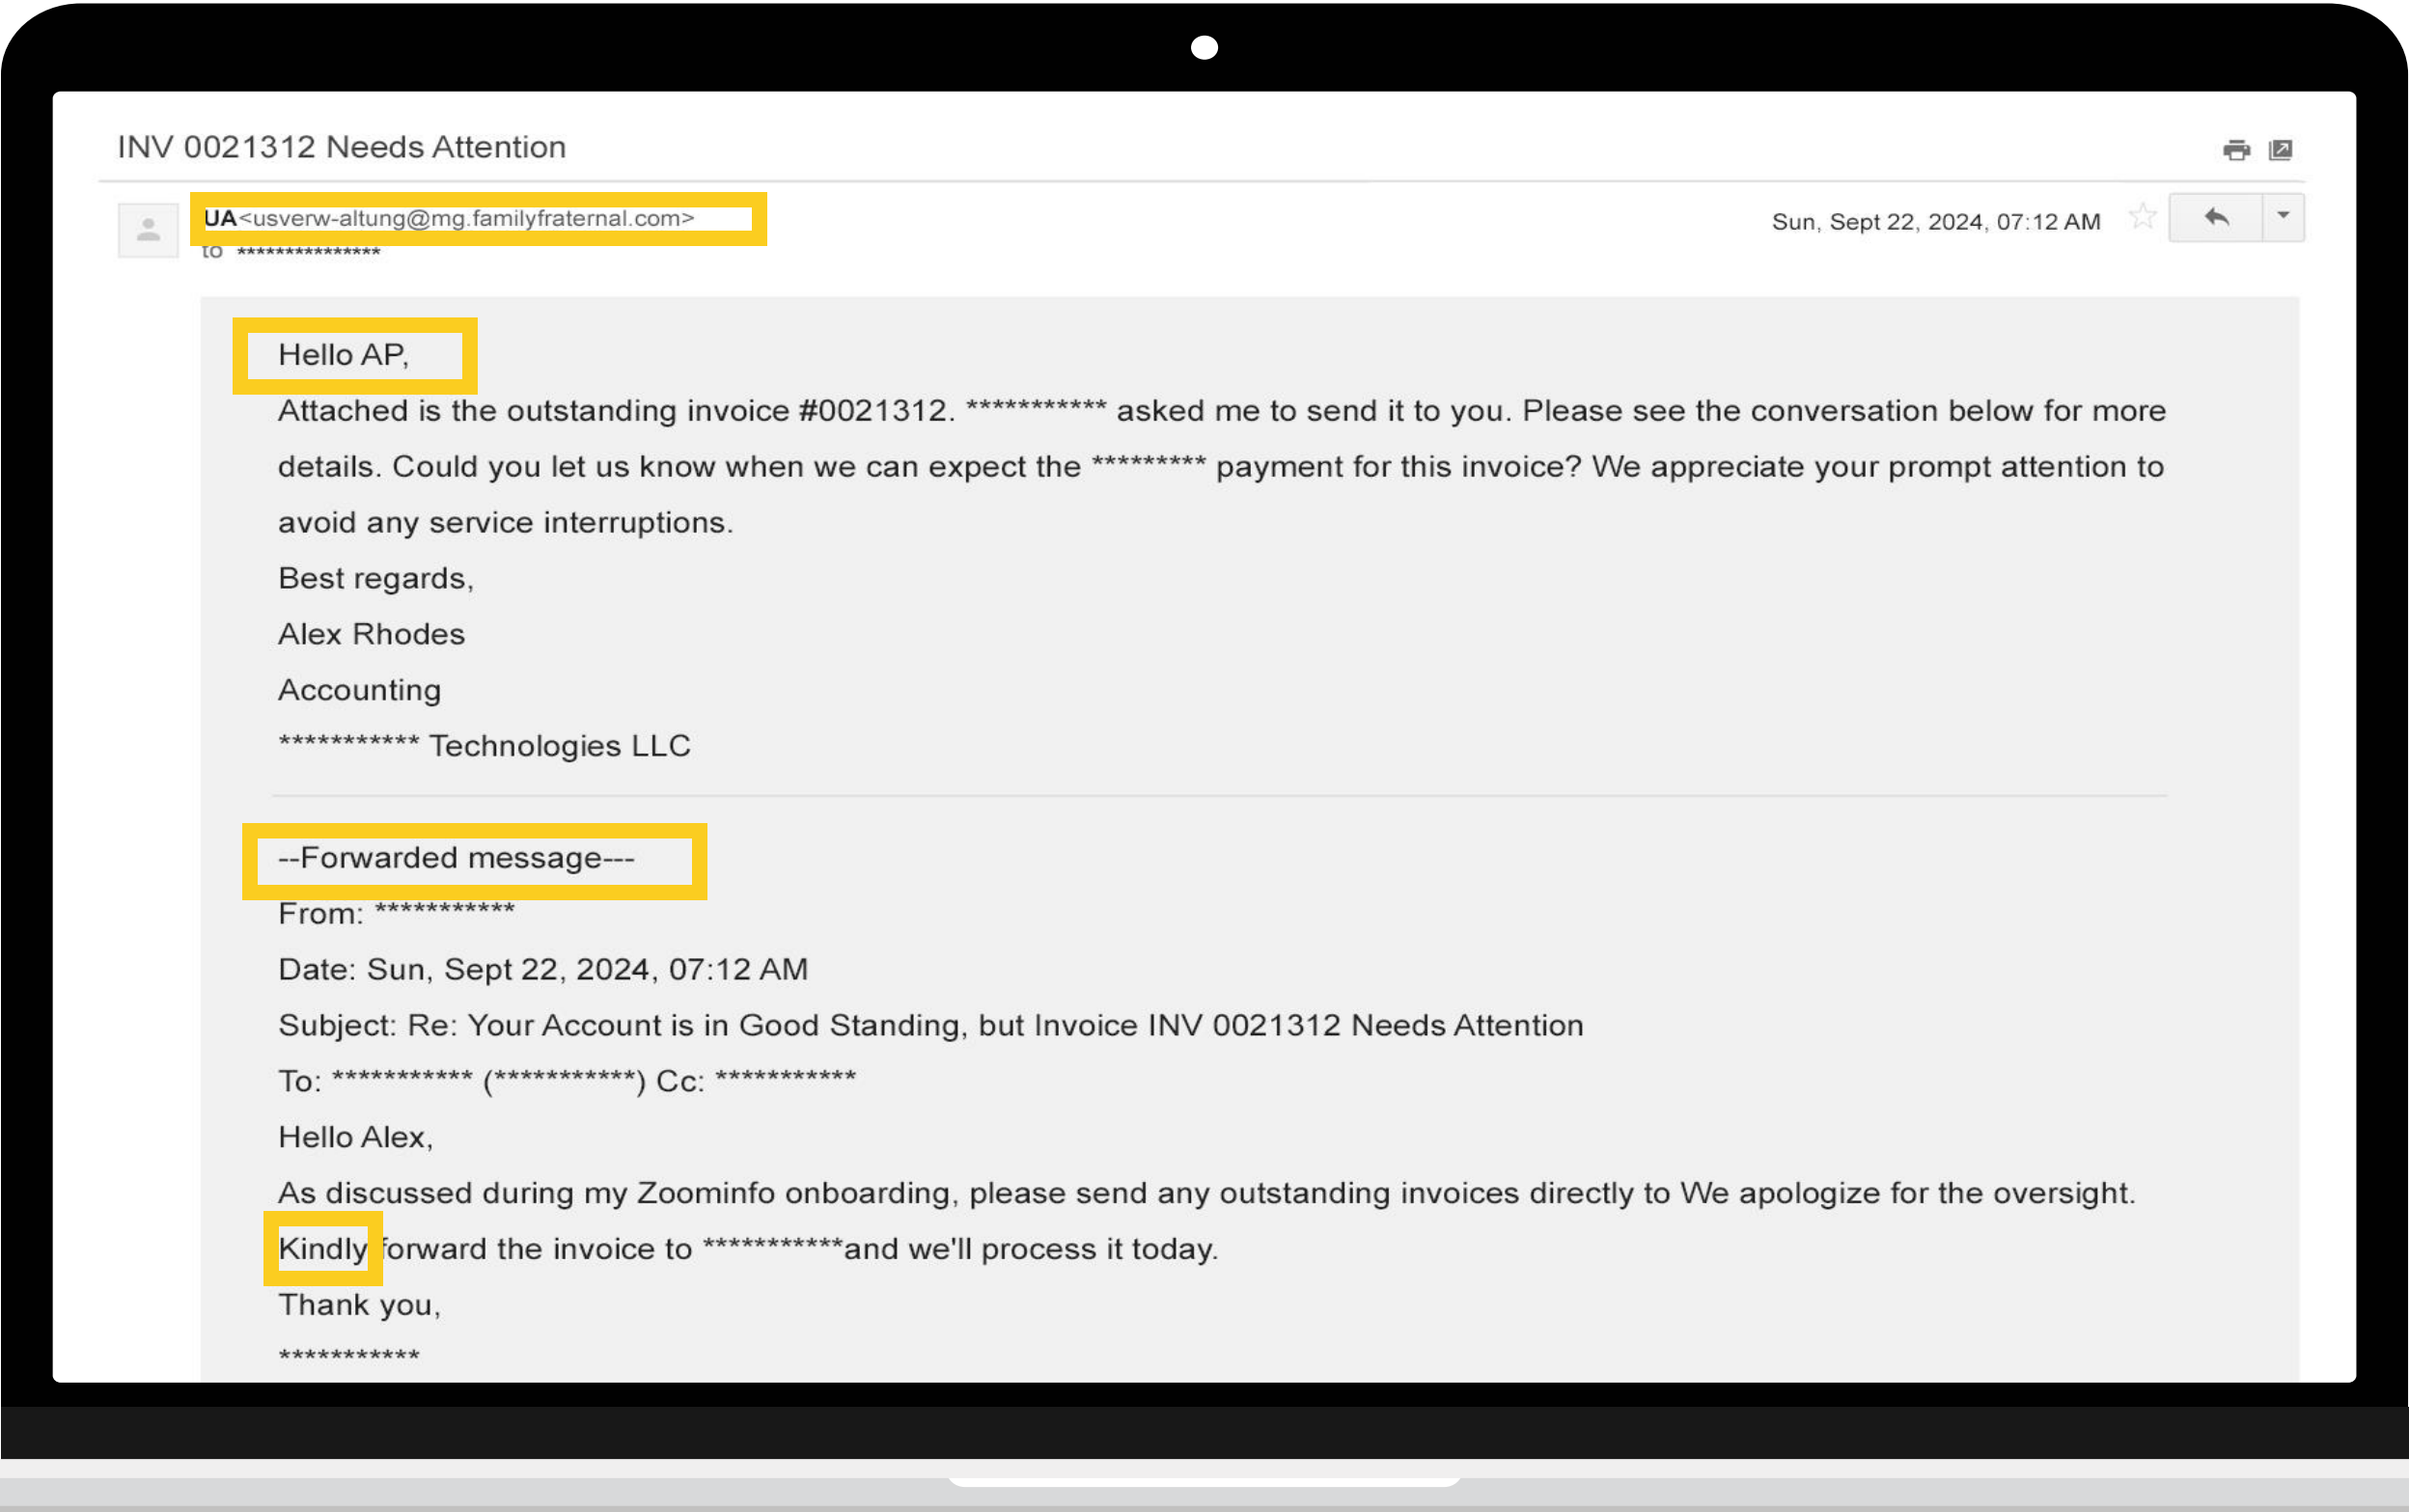 INV 0021312 Needs Attention
UA<usverw-altung@mg.familyfraternal.com>
Sun, Sept 22, 2024, 07:12 AM
to ***************
Hello AP,
Attached is the outstanding invoice #0021312. *********** asked me to send it to you. Please see the conversation below for more
details. Could you let us know when we can expect the ********* payment for this invoice? We appreciate your prompt attention to
avoid any service interruptions.
Best regards,
Alex Rhodes
Accounting
*********** Technologies LLC
--Forwarded message---
From: ***********
Date: Sun, Sept 22, 2024, 07:12 AM
Subject: Re: Your Account is in Good Standing, but Invoice INV 0021312 Needs Attention
To: *********** (***********) Cc: ***********
Hello Alex,
As discussed during my Zoominfo onboarding, please send any outstanding invoices directly to We apologize for the oversight.
Kindly forward the invoice to ***********and we'll process it today.
Thank you,
***********